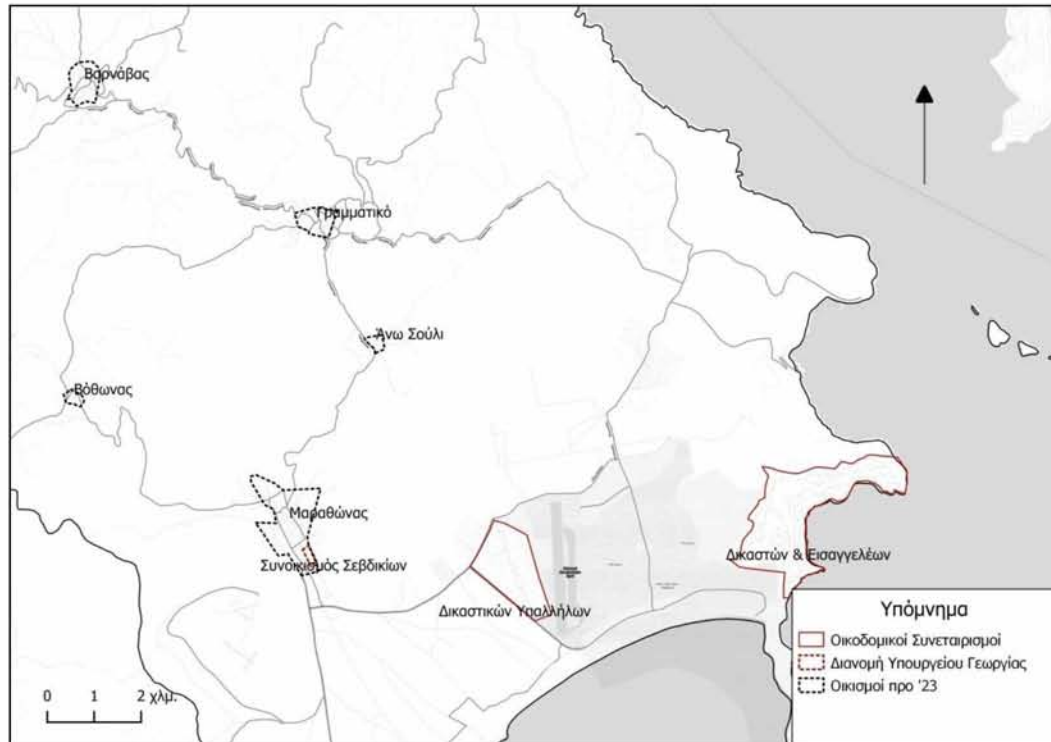 Βαρνάβας
Γραμματικό
Άνω Σούλι
Βόθωνας
Μαραθώνας
Συνοικισμός Σεβδικίων
Δικαστών & Εισαγγελέων
Δικαστικών Υπαλλήλων
Υπόμνημα
Οικοδομικοί Συνεταιρισμοί
Διανομή Υπουργείου Γεωργίας
Οικισμοί προ '23
0 1 2 χλμ.